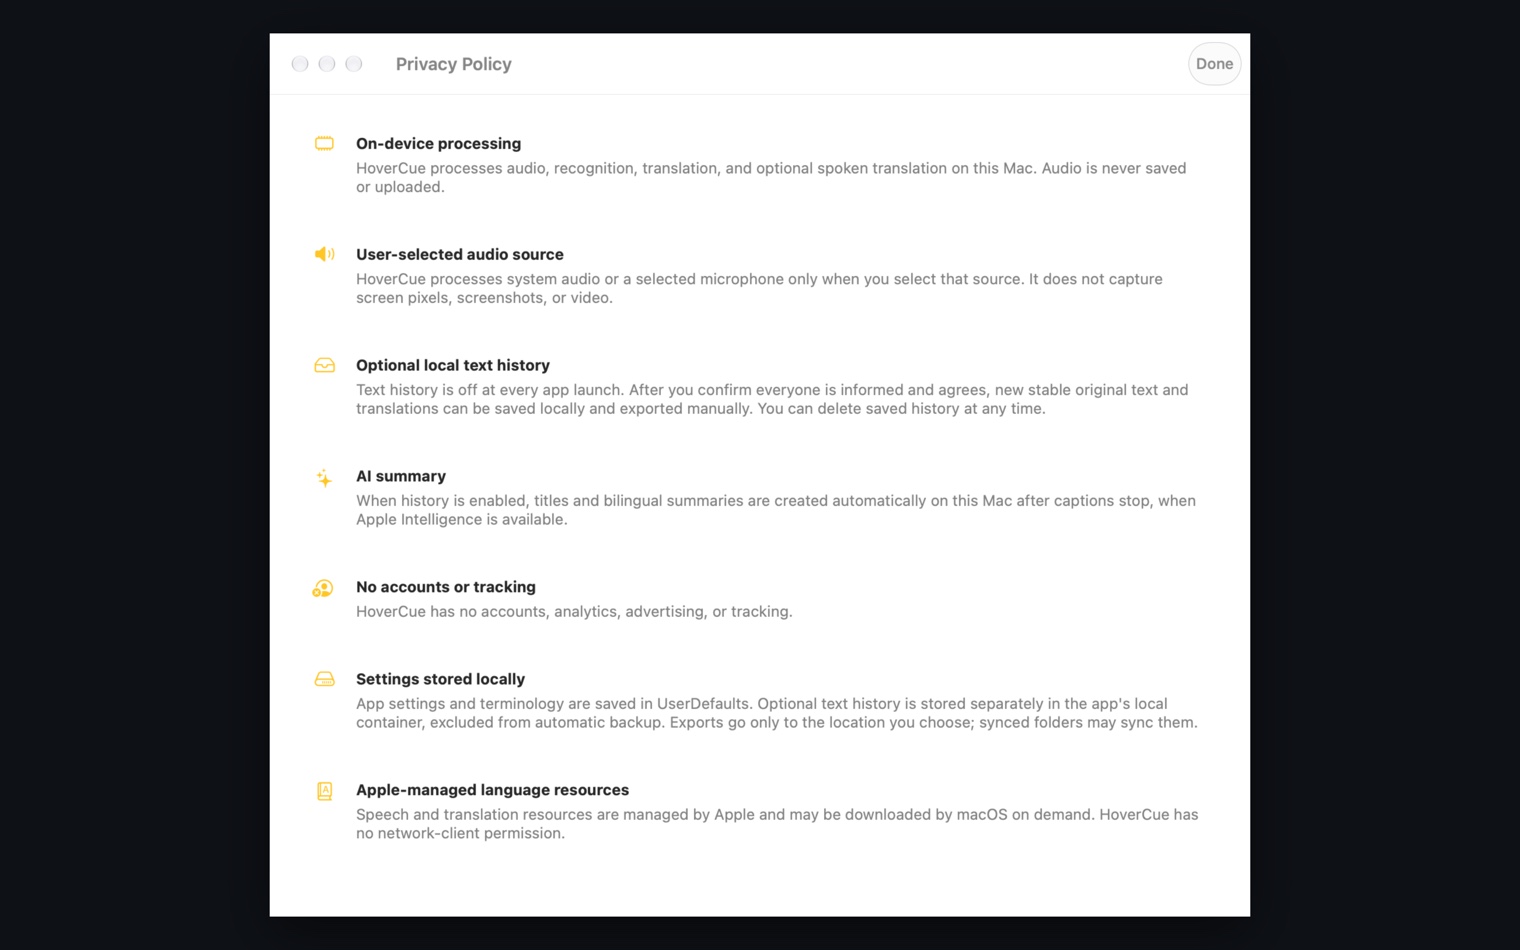 Privacy Policy
Done
On-device processing
HoverCue processes audio, recognition, translation, and optional spoken translation on this Mac. Audio is never saved
or uploaded.
User-selected audio source
HoverCue processes system audio or a selected microphone only when you select that source. It does not capture
screen pixels, screenshots, or video.
Optional local text history
Text history is off at every app launch. After you confirm everyone is informed and agrees, new stable original text and
translations can be saved locally and exported manually. You can delete saved history at any time.
AI summary
When history is enabled, titles and bilingual summaries are created automatically on this Mac after captions stop, when
Apple Intelligence is available.
No accounts or tracking
HoverCue has no accounts, analytics, advertising, or tracking.
Settings stored locally
App settings and terminology are saved in UserDefaults. Optional text history is stored separately in the app's local
container, excluded from automatic backup. Exports go only to the location you choose; synced folders may sync them.
Apple-managed language resources
Speech and translation resources are managed by Apple and may be downloaded by macOS on demand. HoverCue has
no network-client permission.